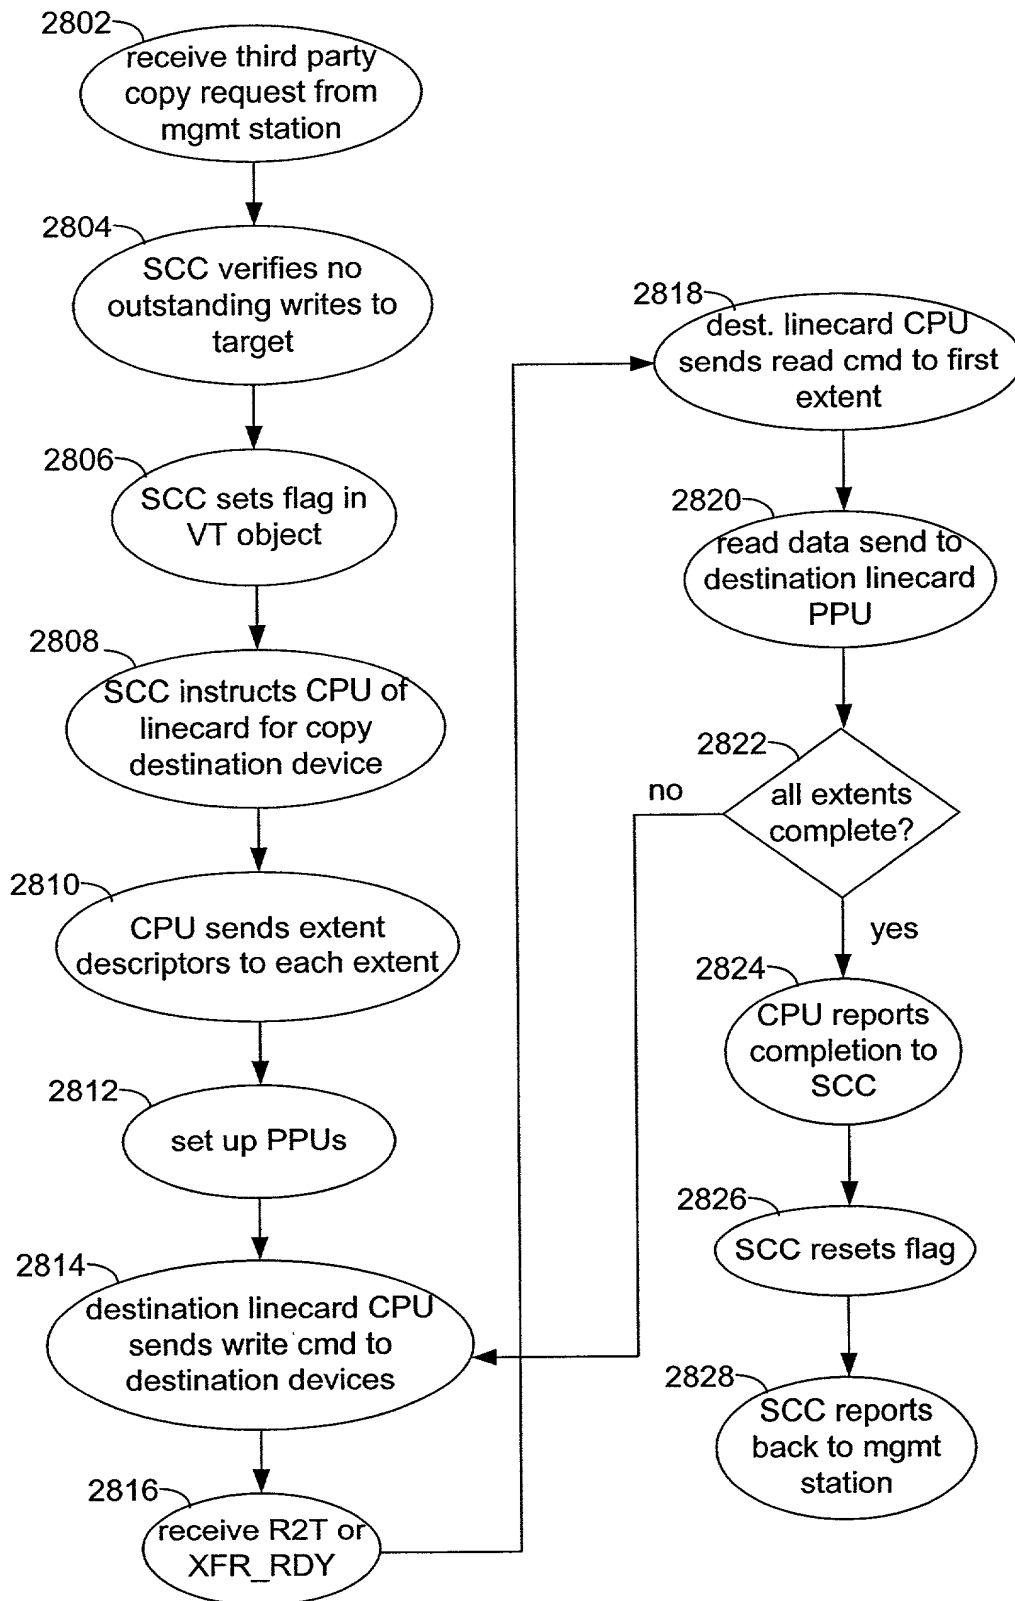 2802
receive third party
copy request from
mgmt station
2804
SCC verifies no
outstanding writes to
target
2806
SCC sets flag in
VT object
2808
SCC instructs CPU of
linecard for copy
destination device
2810
CPU sends extent
descriptors to each extent
2812
set up PPUs
2814
destination linecard CPU
sends write cmd to
destination devices
2816
receive R2T or
XFR_RDY
2818
dest. linecard CPU
sends read cmd to first
extent
2820
read data send to
destination linecard
PPU
2822
all extents
complete?
no
yes
2824
CPU reports
completion to
SCC
2826
SCC resets flag
2828
SCC reports
back to mgmt
station